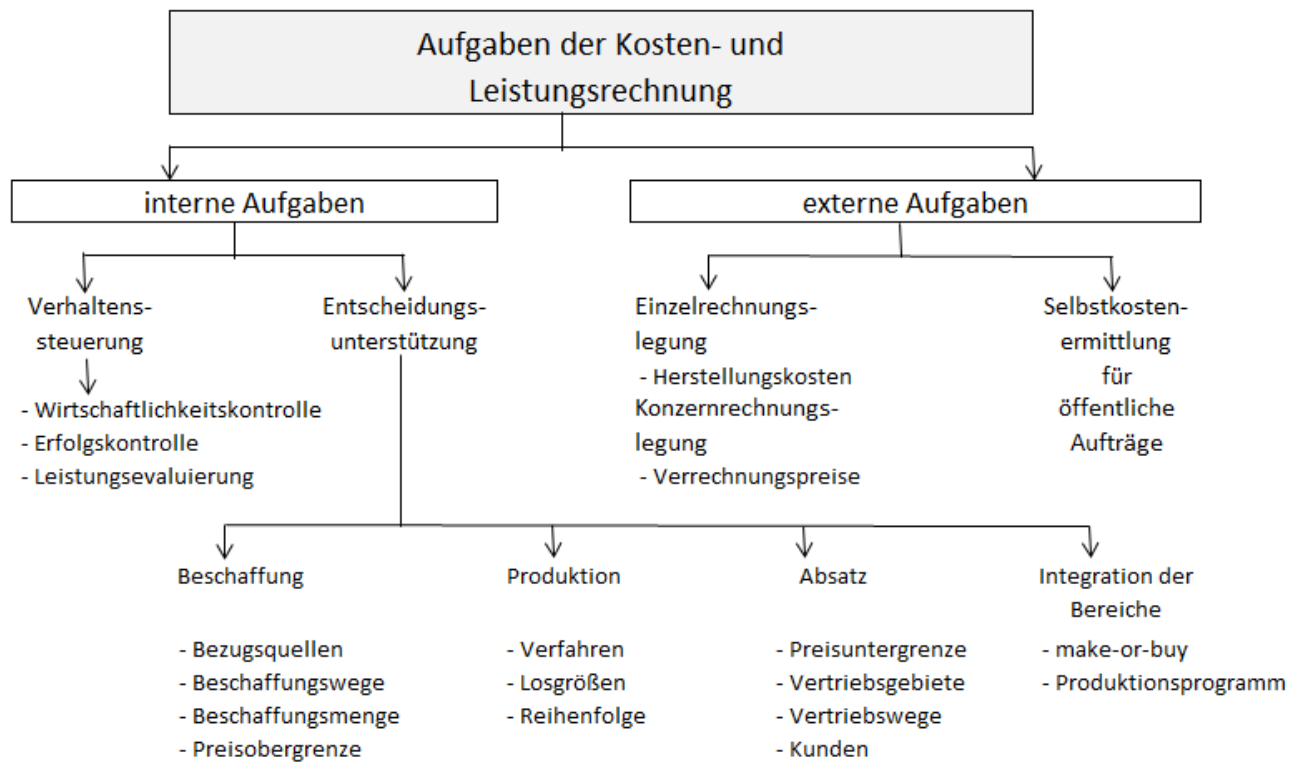 Aufgaben der Kosten- und
Leistungsrechnung
interne Aufgaben
externe Aufgaben
Verhaltens-
steuerung
- Wirtschaftlichkeitskontrolle
- Erfolgskontrolle
- Leistungsevaluierung
Entscheidungs-
unterstützung
Einzelrechnungs-
legung
- Herstellungskosten
Konzernrechnungs-
legung
- Verrechnungspreise
Selbstkosten-
ermittlung
für
öffentliche
Aufträge
Beschaffung
- Bezugsquellen
- Beschaffungswege
- Beschaffungsmenge
- Preisobergrenze
Produktion
- Verfahren
- Losgrößen
- Reihenfolge
Absatz
- Preisuntergrenze
- Vertriebsgebiete
- Vertriebswege
- Kunden
Integration der
Bereiche
- make-or-buy
- Produktionsprogramm